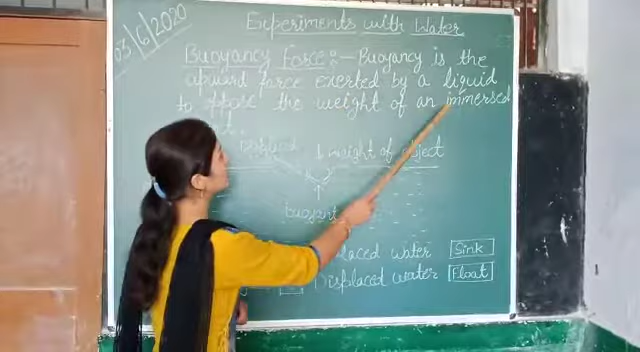 03/6/2020
Experiments with Water
Buoyancy Force:- Buoyancy is the
upward force exerted by a liquid
to oppose the weight of an immersed
weight of object
buoyant
Displaced water Sink
Displaced water Float